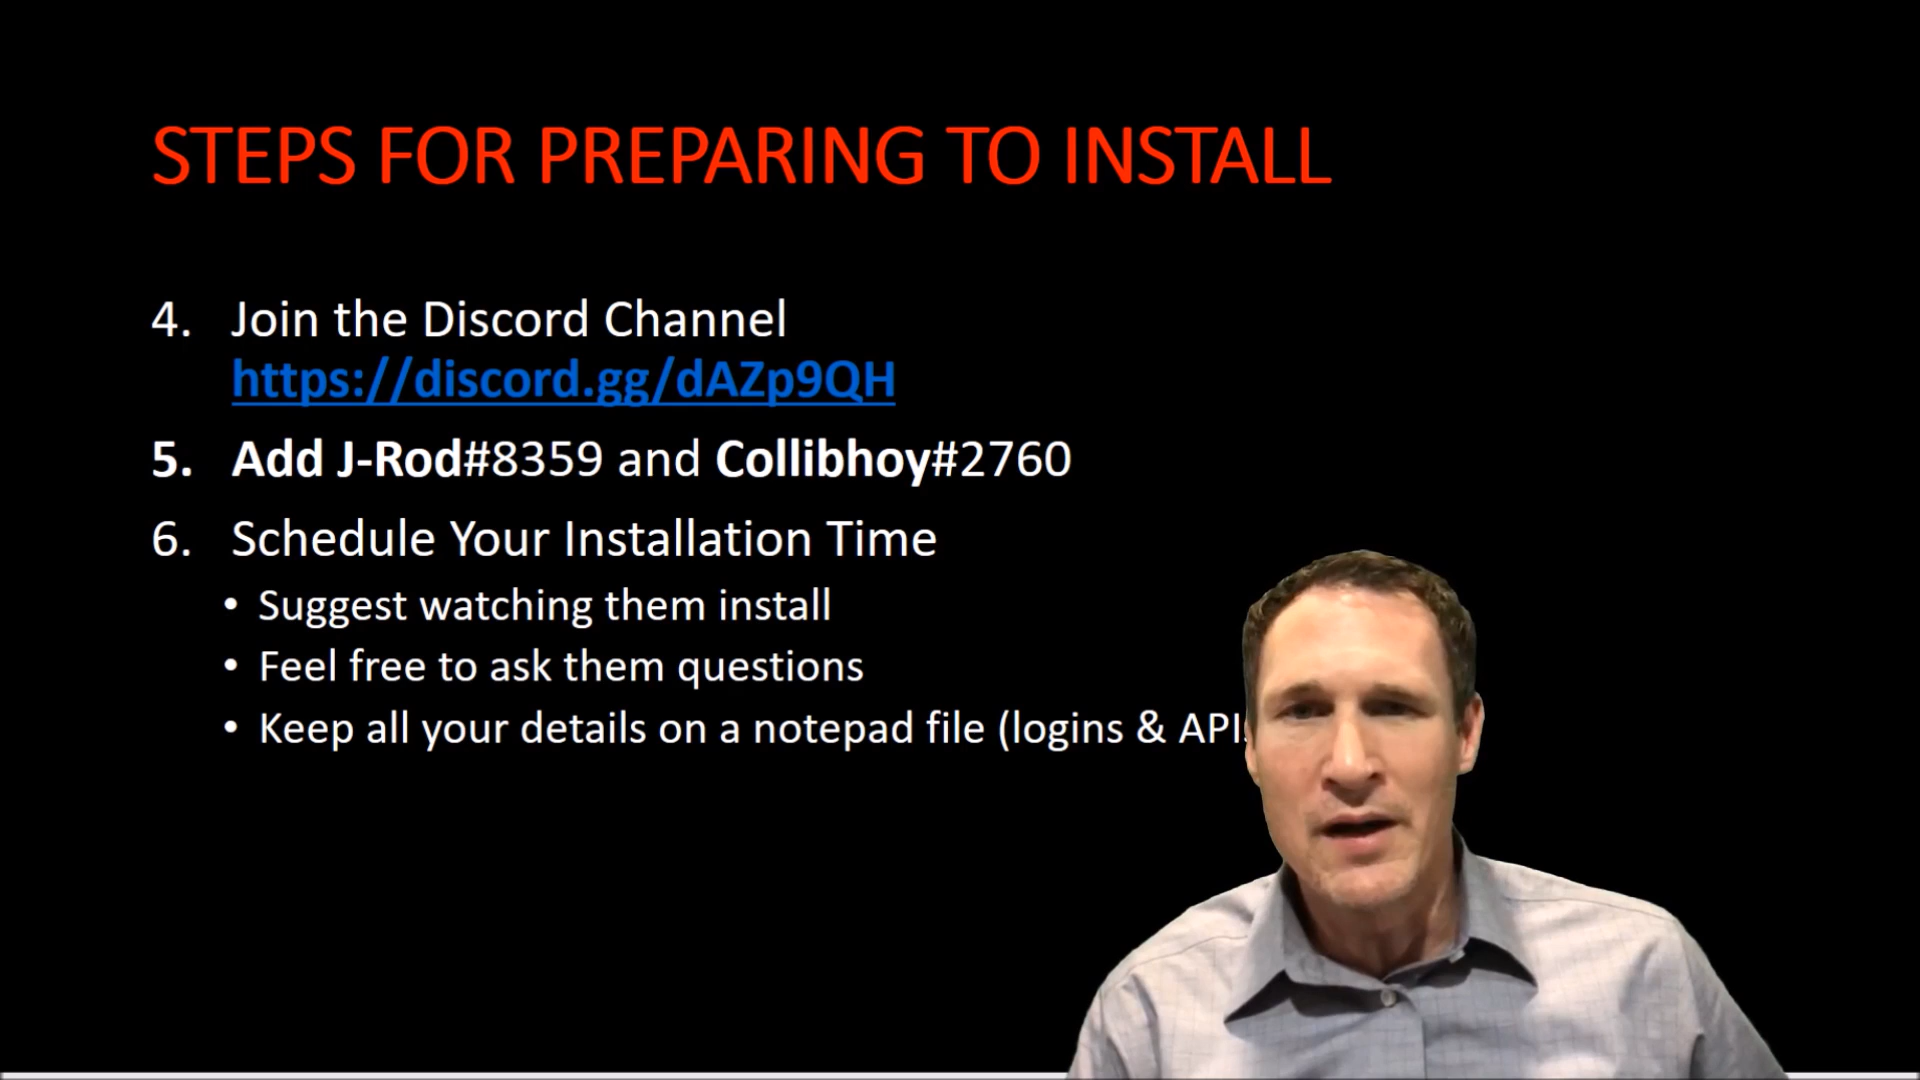 STEPS FOR PREPARING TO INSTALL
4. Join the Discord Channel
https://discord.gg/dAZp9QH
5. Add J-Rod#8359 and Collibhoy#2760
6. Schedule Your Installation Time
• Suggest watching them install
• Feel free to ask them questions
• Keep all your details on a notepad file (logins &